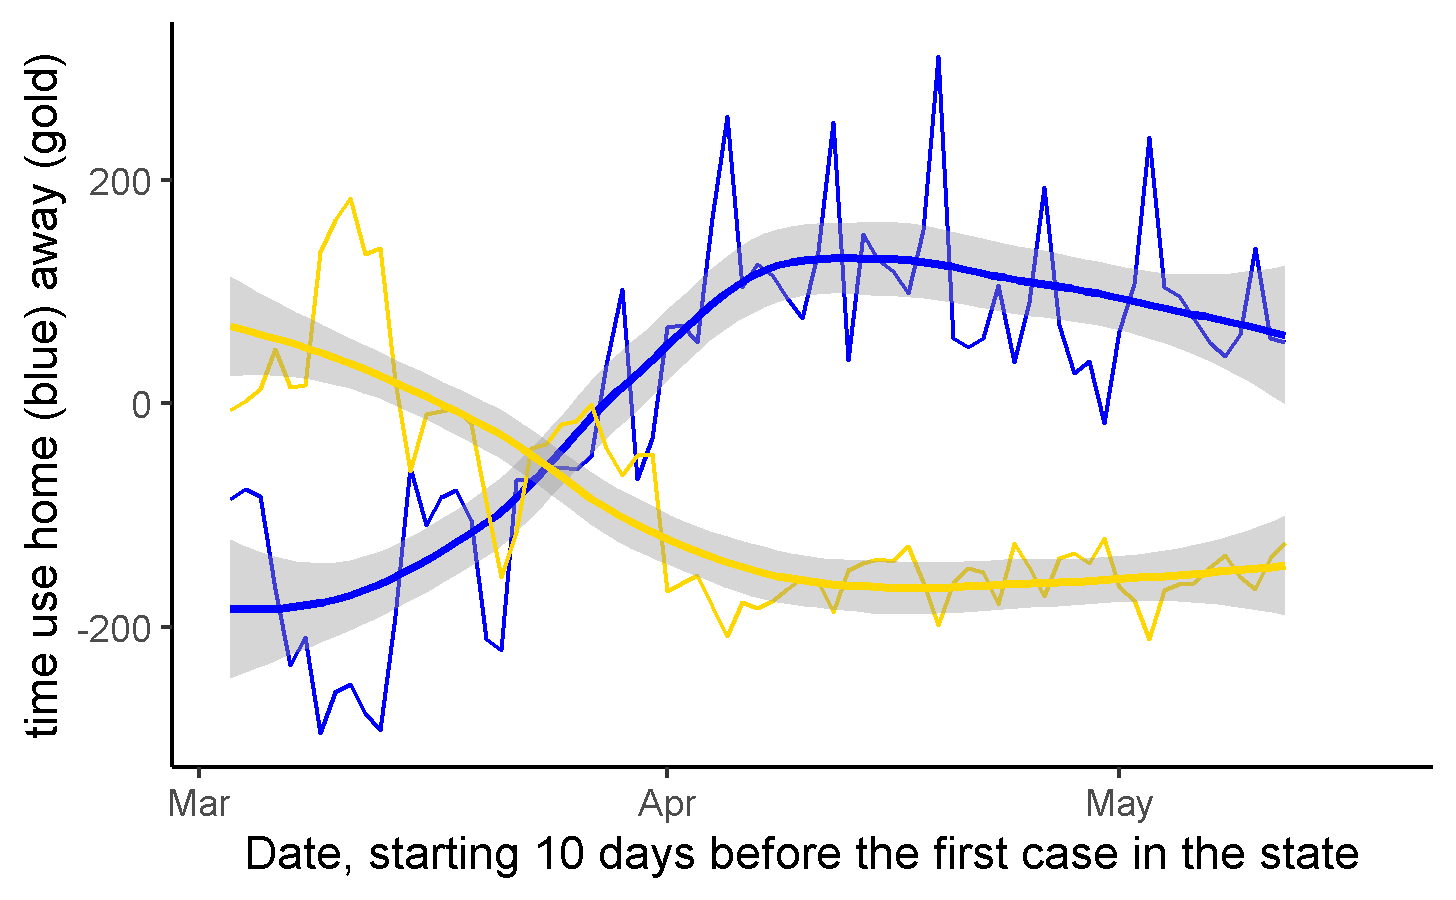 time use home (blue) away (gold)
200
0
-200
Mar
Apr
May
Date, starting 10 days before the first case in the state